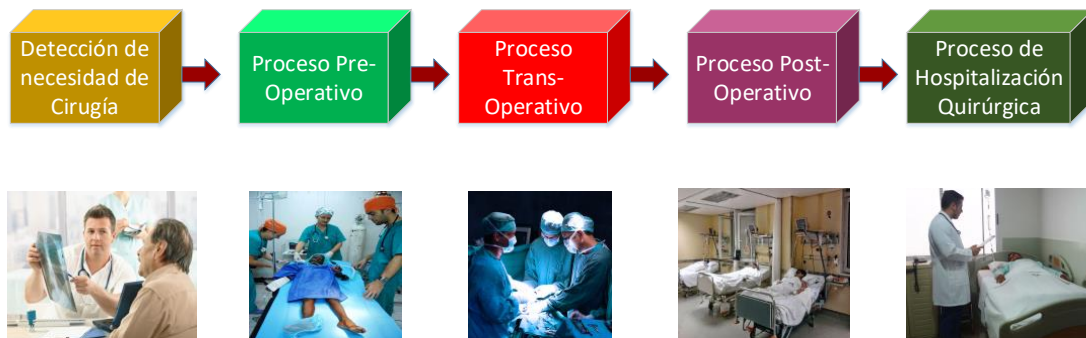 Detección de
necesidad de
Cirugía
Proceso Pre-
Operativo
Proceso
Trans-
Operativo
Proceso Post-
Operativo
Proceso de
Hospitalización
Quirúrgica